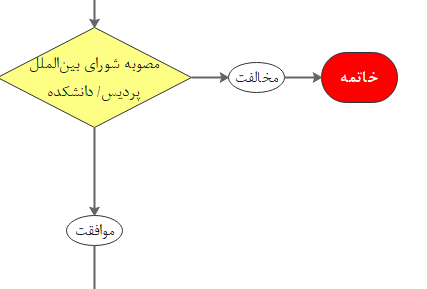 مصوبه شورای بین‌الملل
پردیس/ دانشکده
مخالفت
خاتمه
موافقت